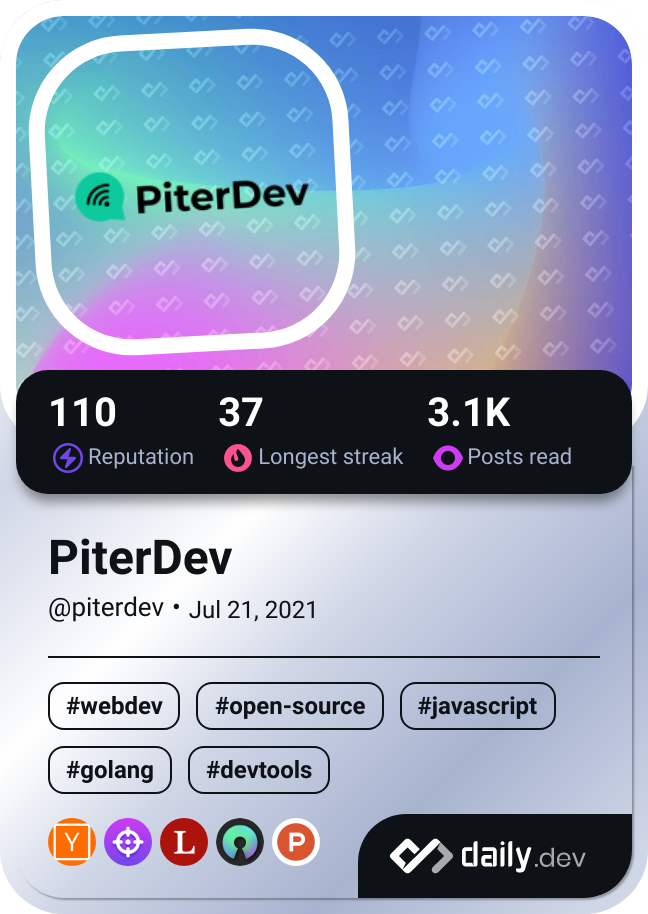 PiterDev
110 37 3.1K
Reputation Longest streak Posts read
PiterDev
@piterdev • Jul 21, 2021
#webdev #open-source #javascript
#golang #devtools
Y L P
daily.dev